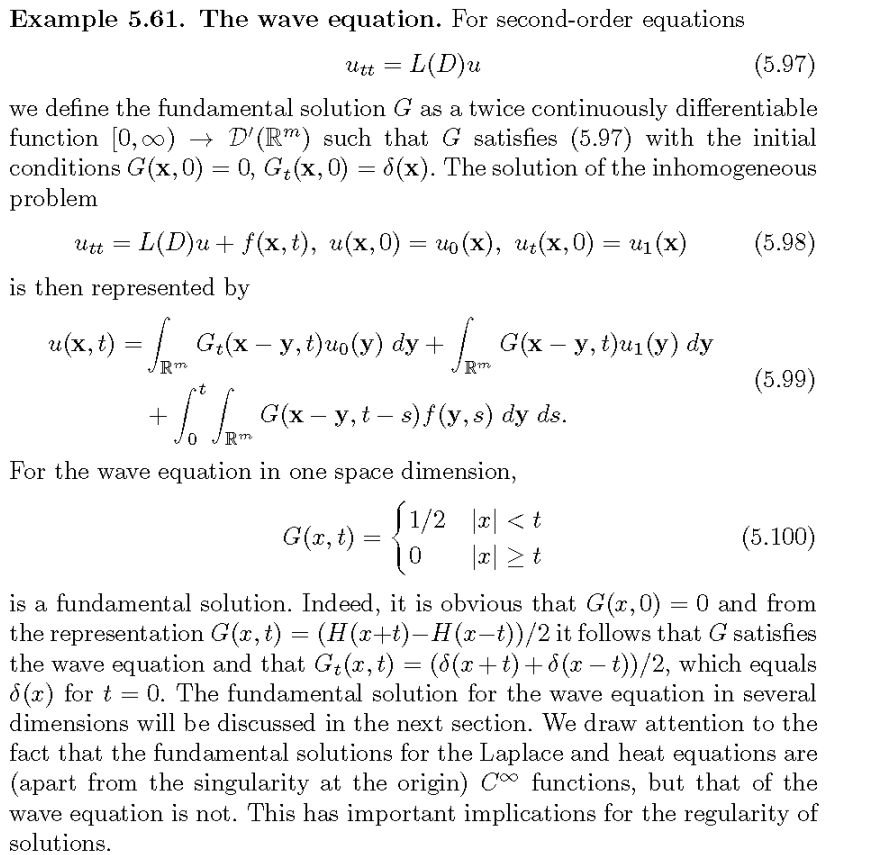 Example 5.61. The wave equation. For second-order equations
u_{tt} = L(D)u (5.97)
we define the fundamental solution G as a twice continuously differentiable
function [0, ∞) → 𝒟′(ℝ^m) such that G satisfies (5.97) with the initial
conditions G(𝐱, 0) = 0, G_t(𝐱, 0) = δ(𝐱). The solution of the inhomogeneous
problem
u_{tt} = L(D)u + f(𝐱, t), u(𝐱, 0) = u_0(𝐱), u_t(𝐱, 0) = u_1(𝐱) (5.98)
is then represented by
u(𝐱, t) = ∫_{ℝ^m} G_t(𝐱 − 𝐲, t)u_0(𝐲) d𝐲 + ∫_{ℝ^m} G(𝐱 − 𝐲, t)u_1(𝐲) d𝐲
(5.99)
+ ∫_0^t ∫_{ℝ^m} G(𝐱 − 𝐲, t − s)f(𝐲, s) d𝐲 ds.
For the wave equation in one space dimension,
G(x, t) = { 1/2 |x| < t
0 |x| ≥ t (5.100)
is a fundamental solution. Indeed, it is obvious that G(x, 0) = 0 and from
the representation G(x, t) = (H(x+t)−H(x−t))/2 it follows that G satisfies
the wave equation and that G_t(x, t) = (δ(x + t) + δ(x − t))/2, which equals
δ(x) for t = 0. The fundamental solution for the wave equation in several
dimensions will be discussed in the next section. We draw attention to the
fact that the fundamental solutions for the Laplace and heat equations are
(apart from the singularity at the origin) C^∞ functions, but that of the
wave equation is not. This has important implications for the regularity of
solutions.